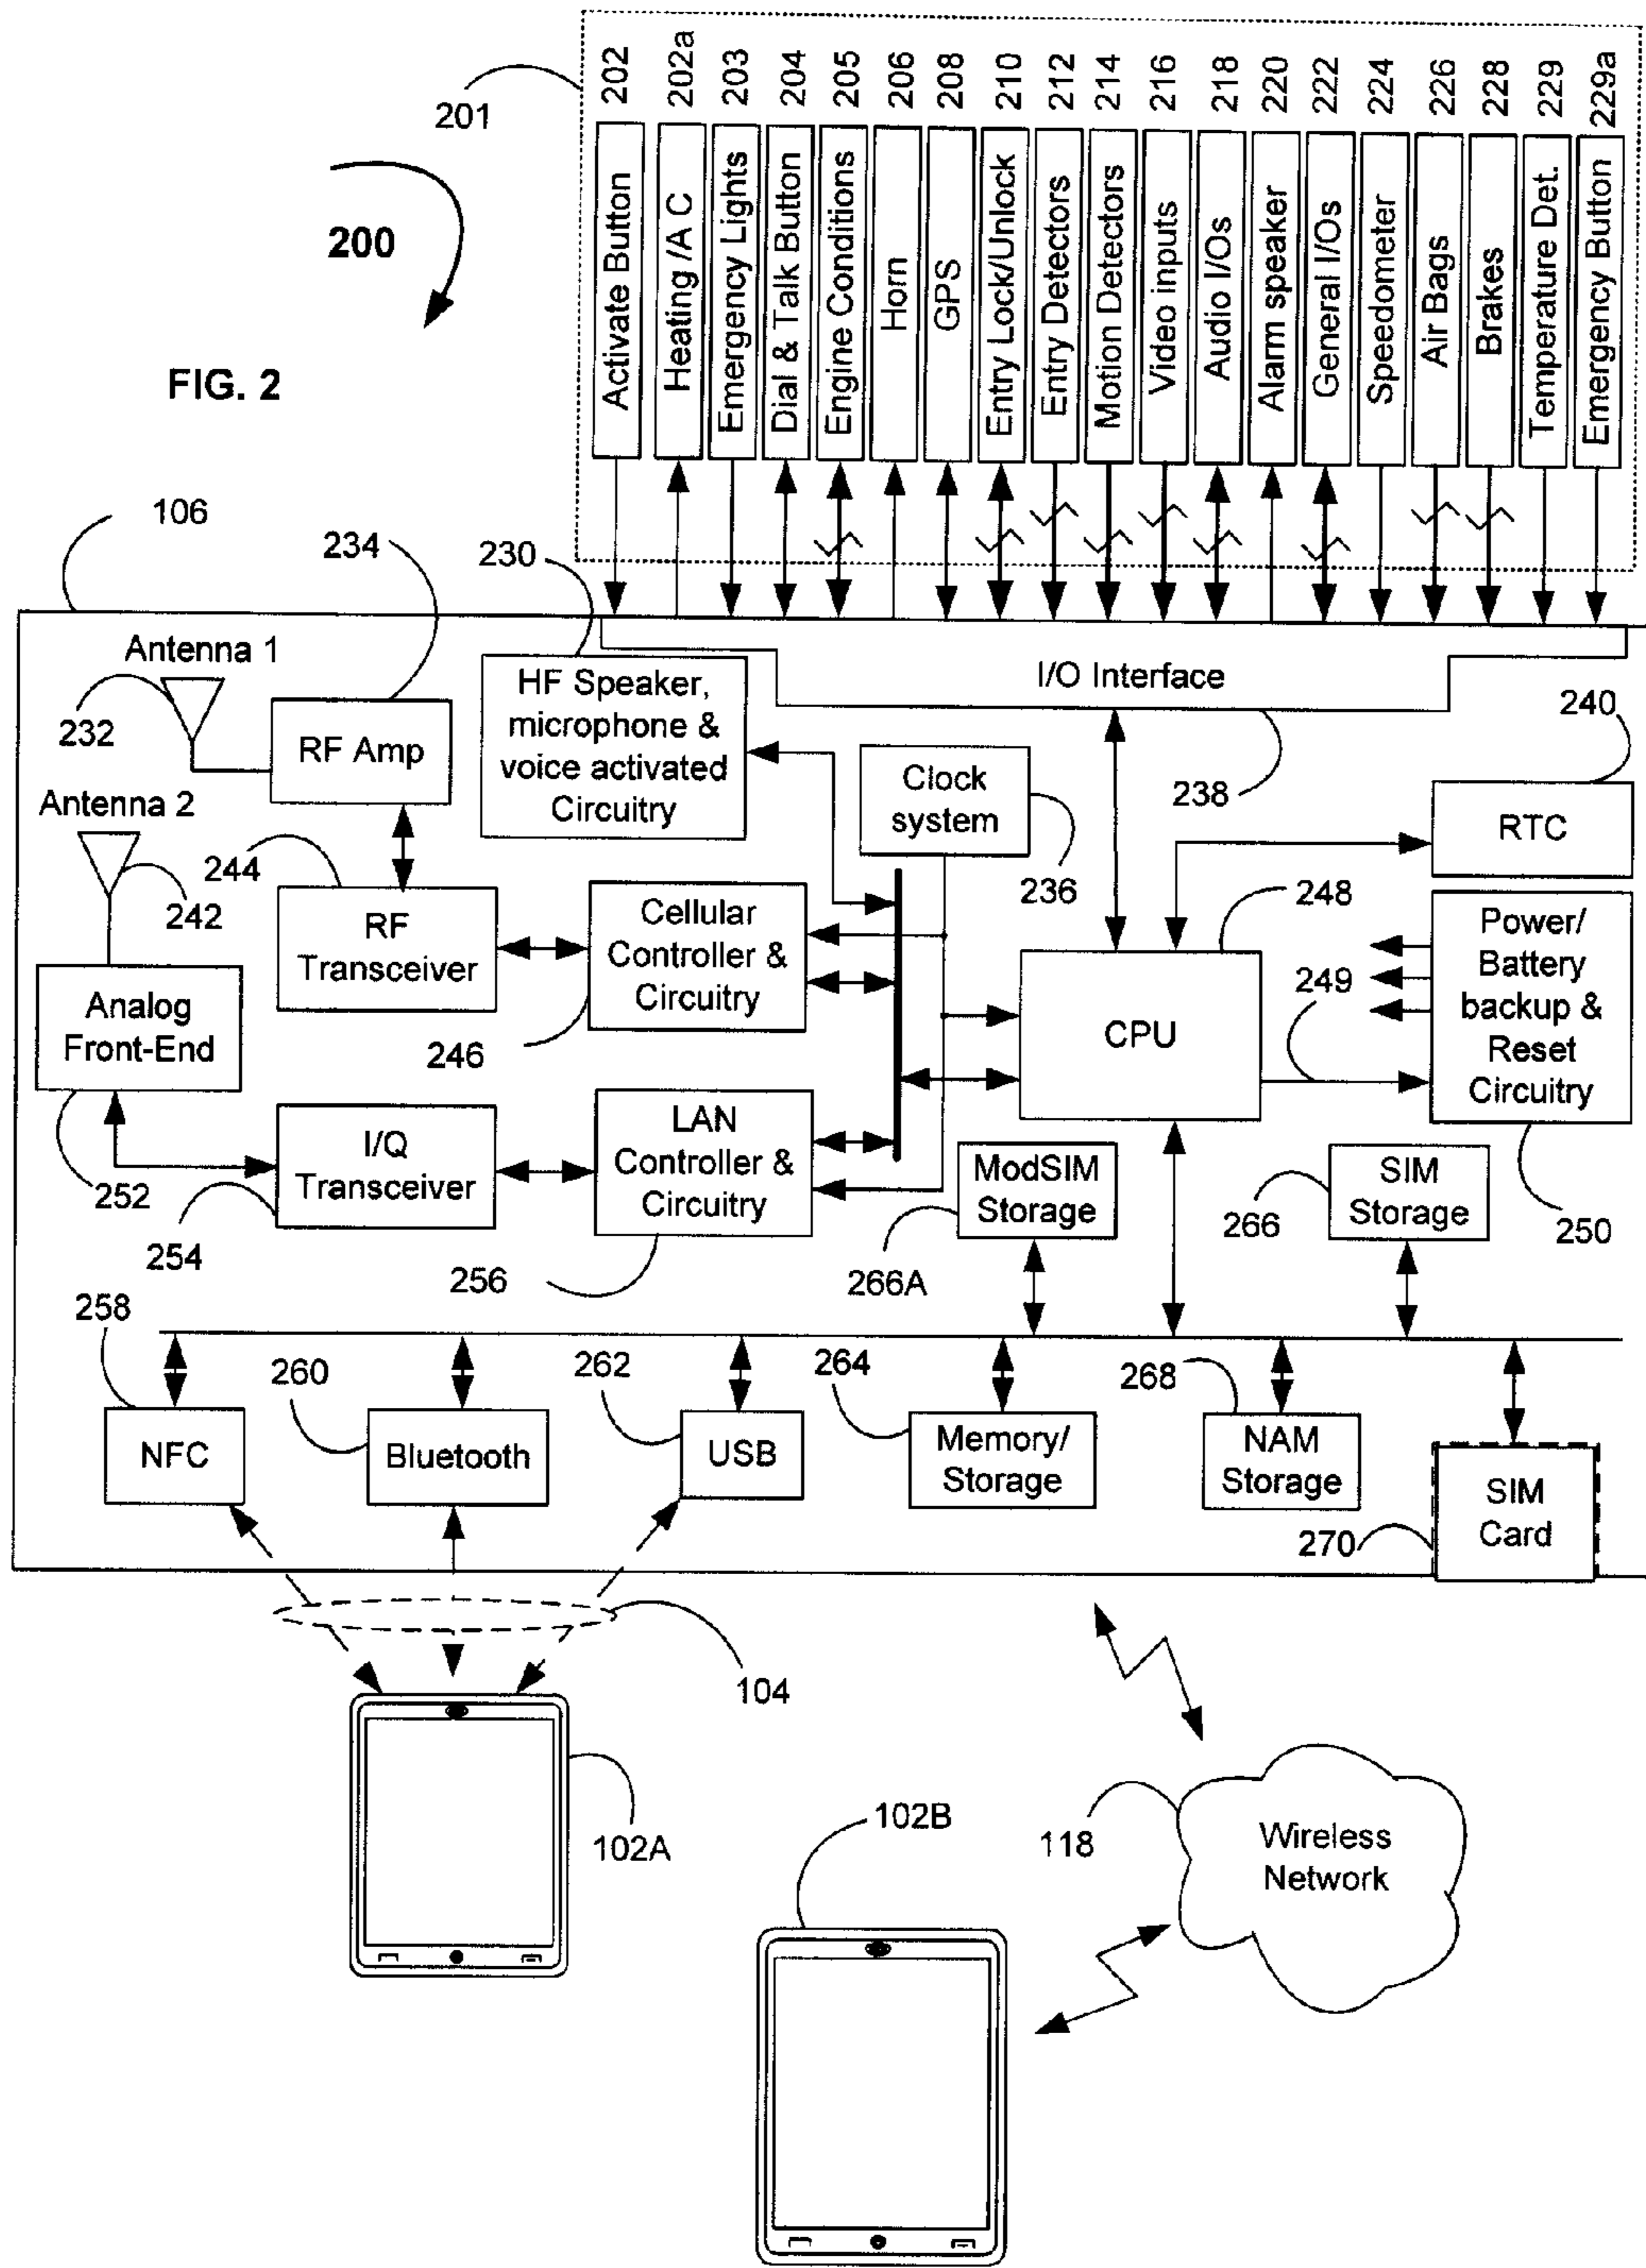 202
202a
203
204
205
206
208
210
212
214
216
218
220
222
224
226
228
229
229a
201
Activate Button
Heating /A C
Emergency Lights
Dial & Talk Button
Engine Conditions
Horn
GPS
Entry Lock/Unlock
Entry Detectors
Motion Detectors
Video inputs
Audio I/Os
Alarm speaker
General I/Os
Speedometer
Air Bags
Brakes
Temperature Det.
Emergency Button
200
FIG. 2
106
234
230
Antenna 1
232
RF Amp
HF Speaker,
microphone &
voice activated
Circuitry
I/O Interface
238
240
Clock
system
236
RTC
Antenna 2
242
244
RF
Transceiver
Cellular
Controller &
Circuitry
246
248
CPU
249
Power/
Battery
backup &
Reset
Circuitry
250
Analog
Front-End
252
I/Q
Transceiver
254
LAN
Controller &
Circuitry
256
ModSIM
Storage
266A
SIM
Storage
266
258
NFC
260
Bluetooth
262
USB
264
Memory/
Storage
268
NAM
Storage
270
SIM
Card
104
102A
102B
118
Wireless
Network